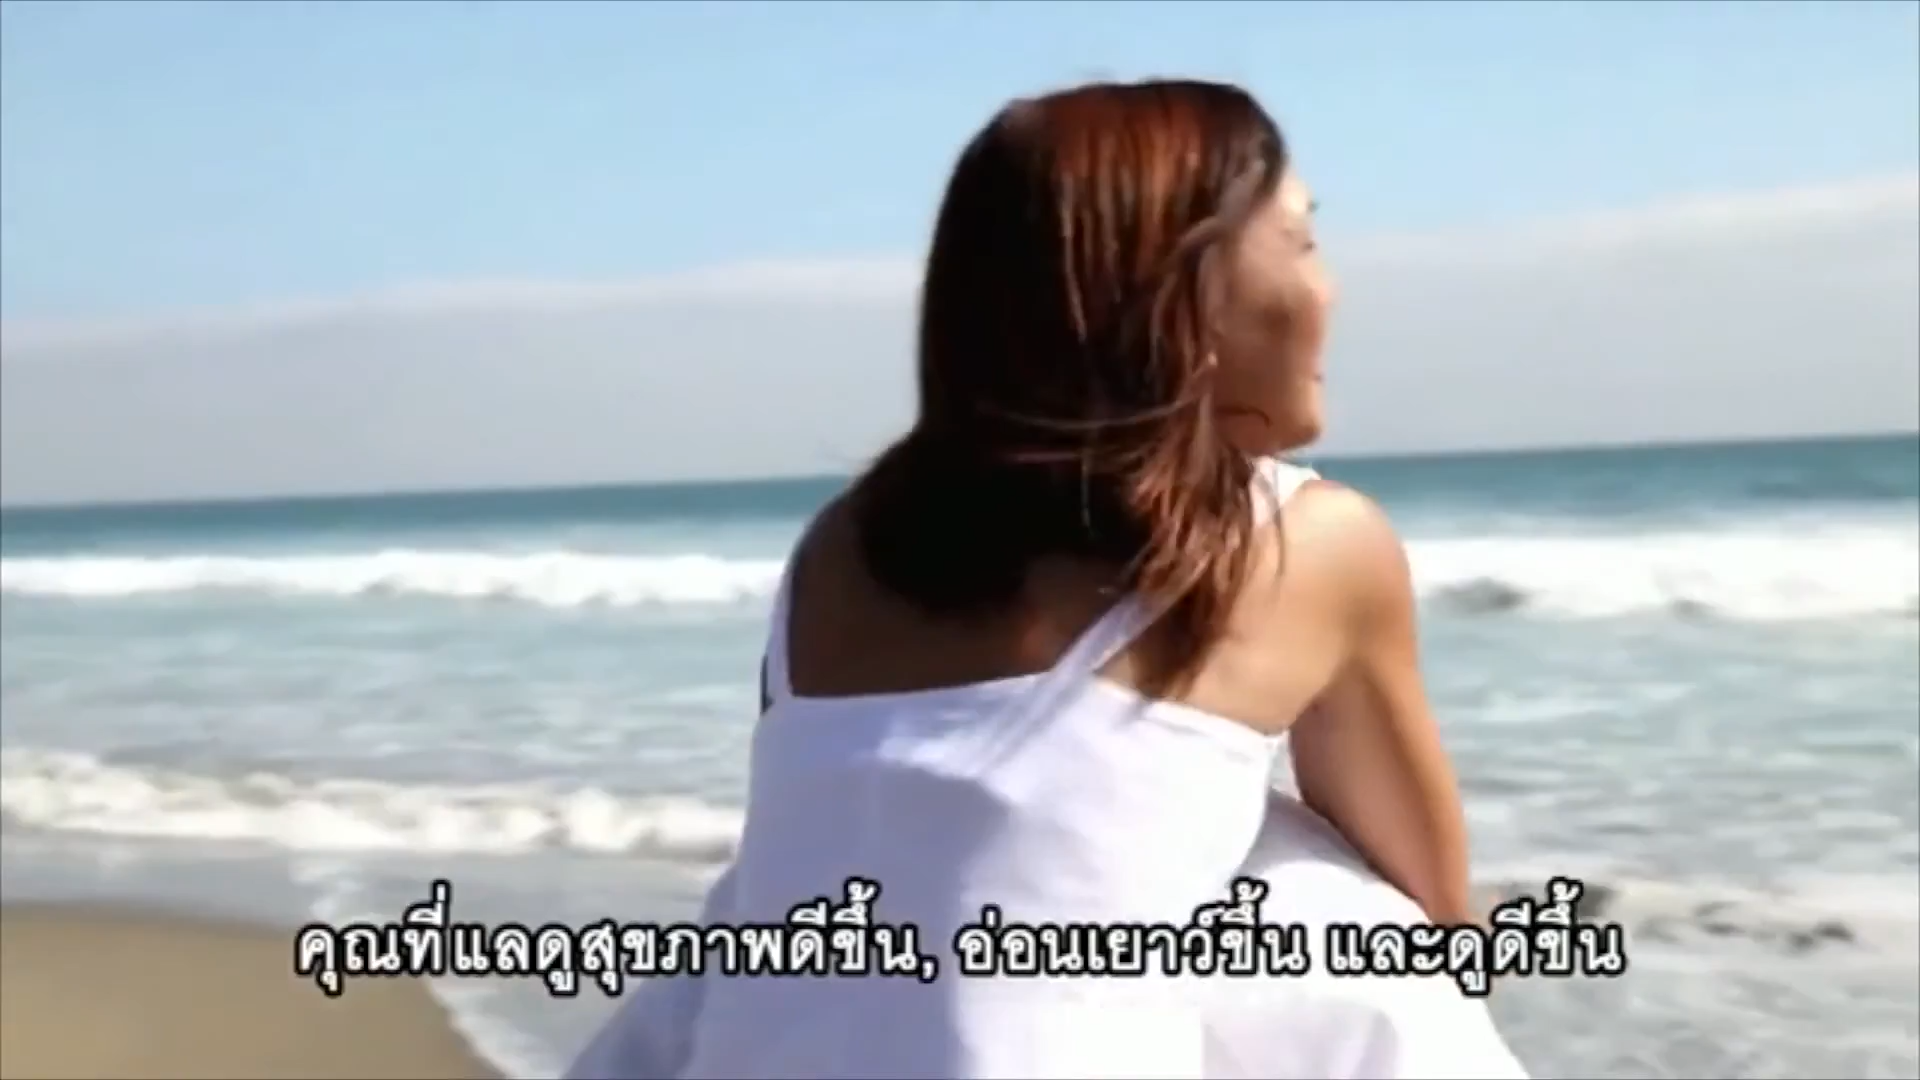 คุณที่แลดูสุขภาพดีขึ้น, อ่อนเยาว์ขึ้น และดูดีขึ้น